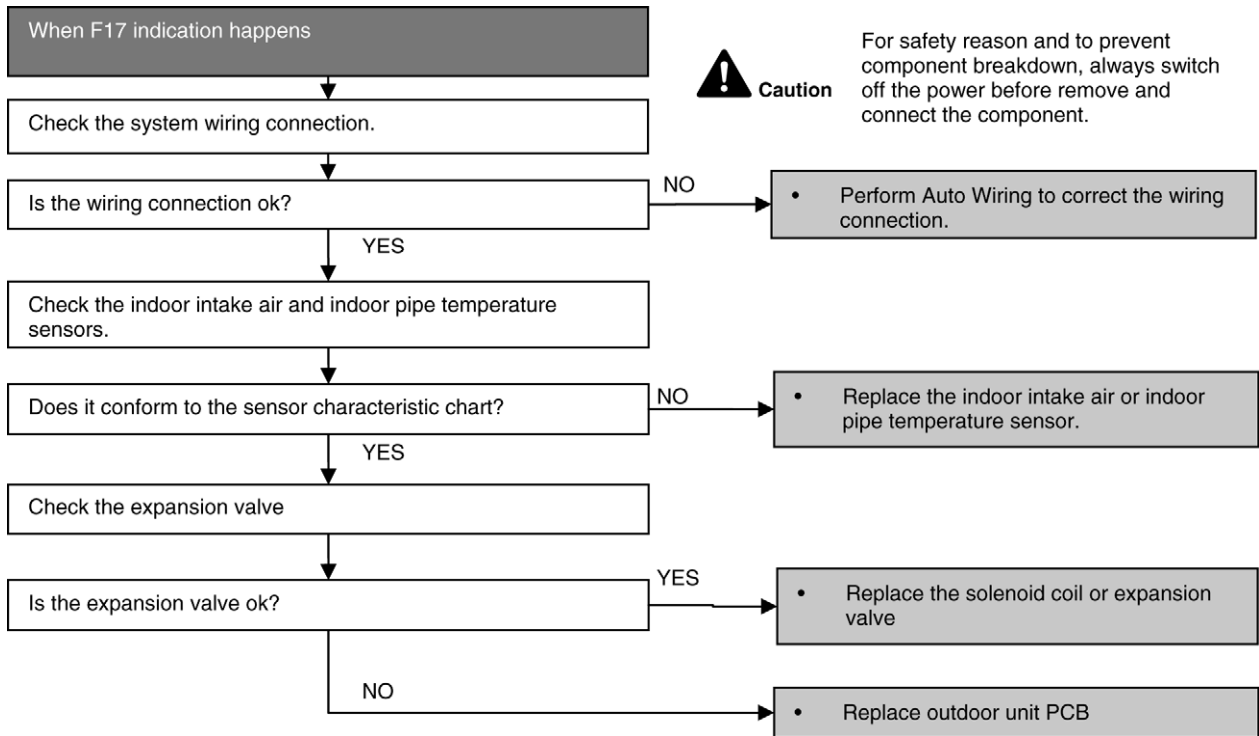 When F17 indication happens
Caution
For safety reason and to prevent
component breakdown, always switch
off the power before remove and
connect the component.
Check the system wiring connection.
Is the wiring connection ok?
NO
• Perform Auto Wiring to correct the wiring
connection.
YES
Check the indoor intake air and indoor pipe temperature
sensors.
Does it conform to the sensor characteristic chart?
NO
• Replace the indoor intake air or indoor
pipe temperature sensor.
YES
Check the expansion valve
Is the expansion valve ok?
YES
• Replace the solenoid coil or expansion
valve
NO
• Replace outdoor unit PCB